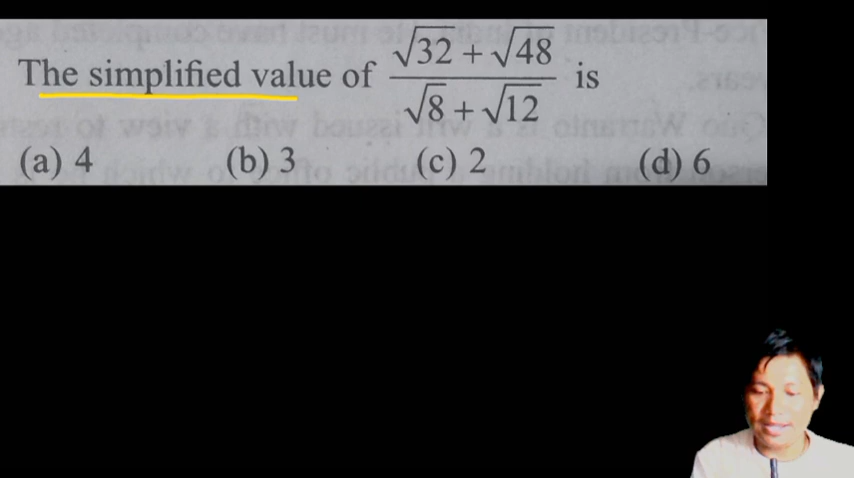 The simplified value of (√32 + √48)/(√8 + √12) is
(a) 4 (b) 3 (c) 2 (d) 6